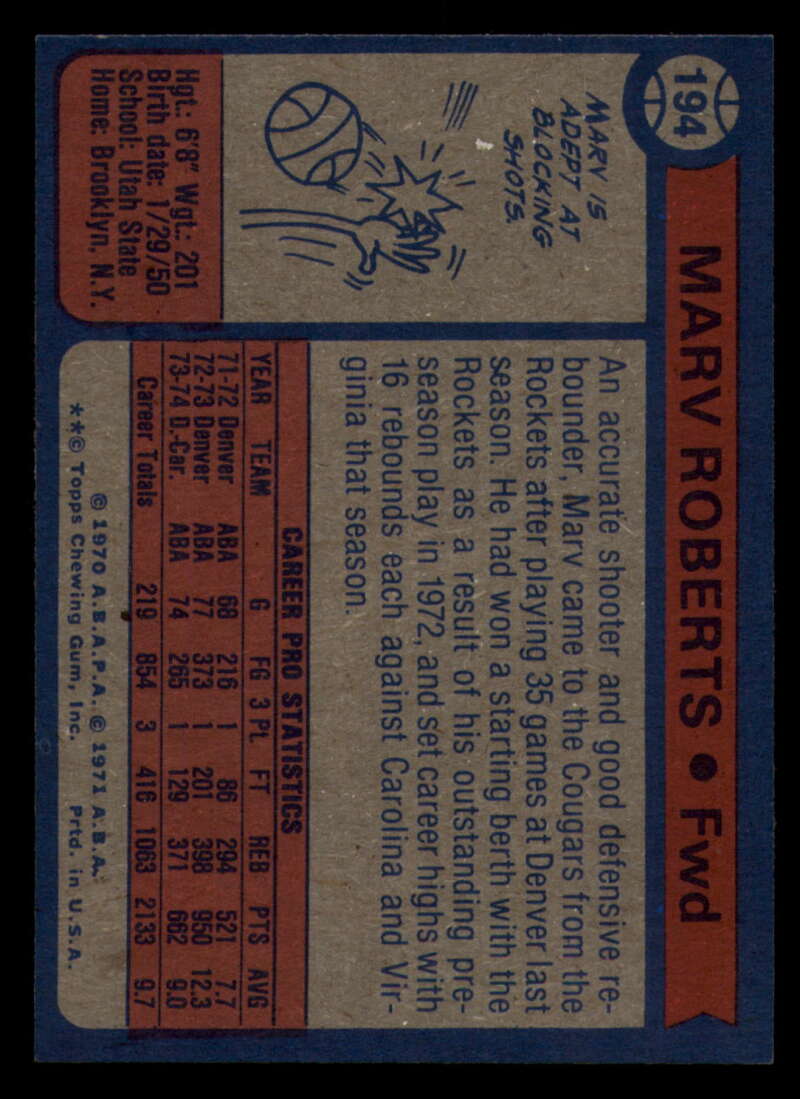 194
MARV ROBERTS • Fwd
MARV IS
ADEPT AT
BLOCKING
SHOTS.
Hgt.: 6'8" Wgt.: 201
Birth date: 1/29/50
School: Utah State
Home: Brooklyn, N.Y.
An accurate shooter and good defensive re-
bounder, Marv came to the Cougars from the
Rockets after playing 35 games at Denver last
season. He had won a starting berth with the
Rockets as a result of his outstanding pre-
season play in 1972, and set career highs with
16 rebounds each against Carolina and Vir-
ginia that season.
CAREER PRO STATISTICS
YEAR TEAM G FG 3 Pt. FT REB PTS AVG
71-72 Denver ABA 68 216 1 86 294 521 7.7
72-73 Denver ABA 77 373 1 201 398 950 12.3
73-74 D.-Car. ABA 74 265 1 129 371 662 9.0
Career Totals 219 854 3 416 1063 2133 9.7
© 1970 A.B.A.P.A. © 1971 A.B.A.
**© Topps Chewing Gum, Inc. Prtd. in U.S.A.